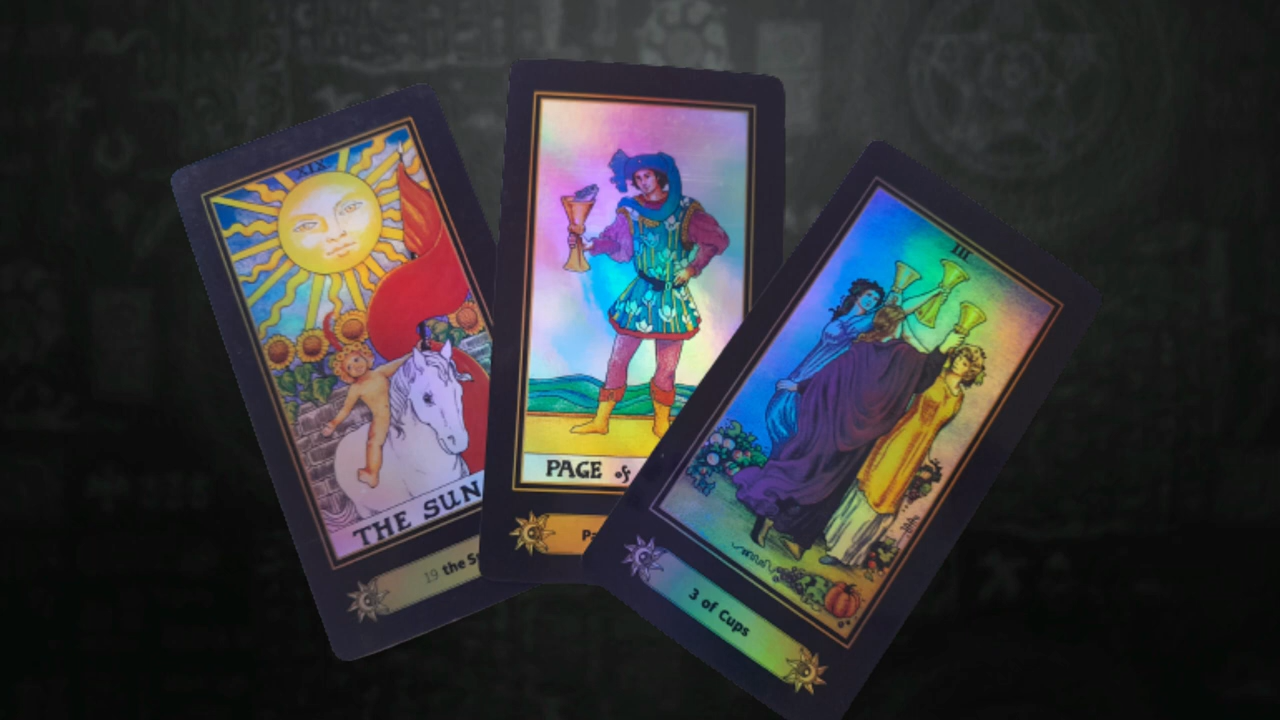 XIX
THE SUN
19 the S
PAGE of
P
III
3 of Cups